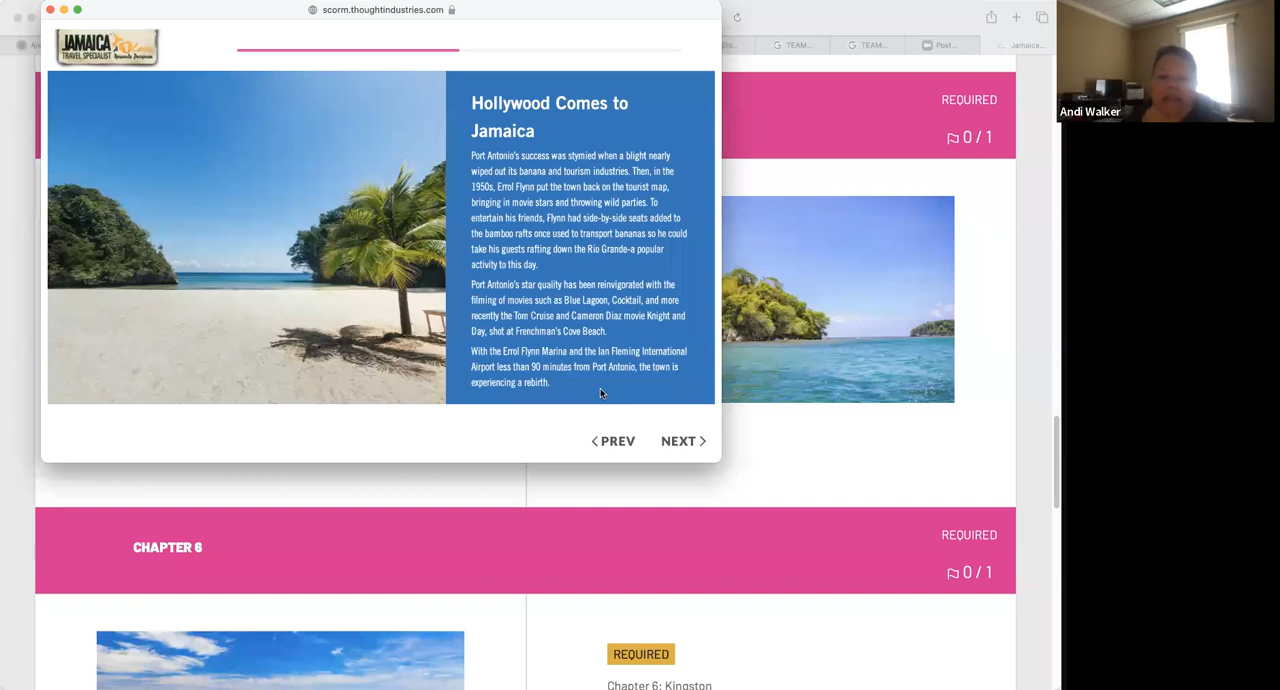 scorm.thoughtindustries.com
JAMAICA
TRAVEL SPECIALIST
Rewards Program
TEAM...
TEAM...
Post...
Jamaica...
REQUIRED
0 / 1
Andi Walker
Hollywood Comes to
Jamaica
Port Antonio's success was stymied when a blight nearly
wiped out its banana and tourism industries. Then, in the
1950s, Errol Flynn put the town back on the tourist map,
bringing in movie stars and throwing wild parties. To
entertain his friends, Flynn had side-by-side seats added to
the bamboo rafts once used to transport bananas so he could
take his guests rafting down the Rio Grande-a popular
activity to this day.
Port Antonio's star quality has been reinvigorated with the
filming of movies such as Blue Lagoon, Cocktail, and more
recently the Tom Cruise and Cameron Diaz movie Knight and
Day, shot at Frenchman's Cove Beach.
With the Errol Flynn Marina and the Ian Fleming International
Airport less than 90 minutes from Port Antonio, the town is
experiencing a rebirth.
PREV
NEXT
CHAPTER 6
REQUIRED
0 / 1
REQUIRED
Chapter 6: Kingston